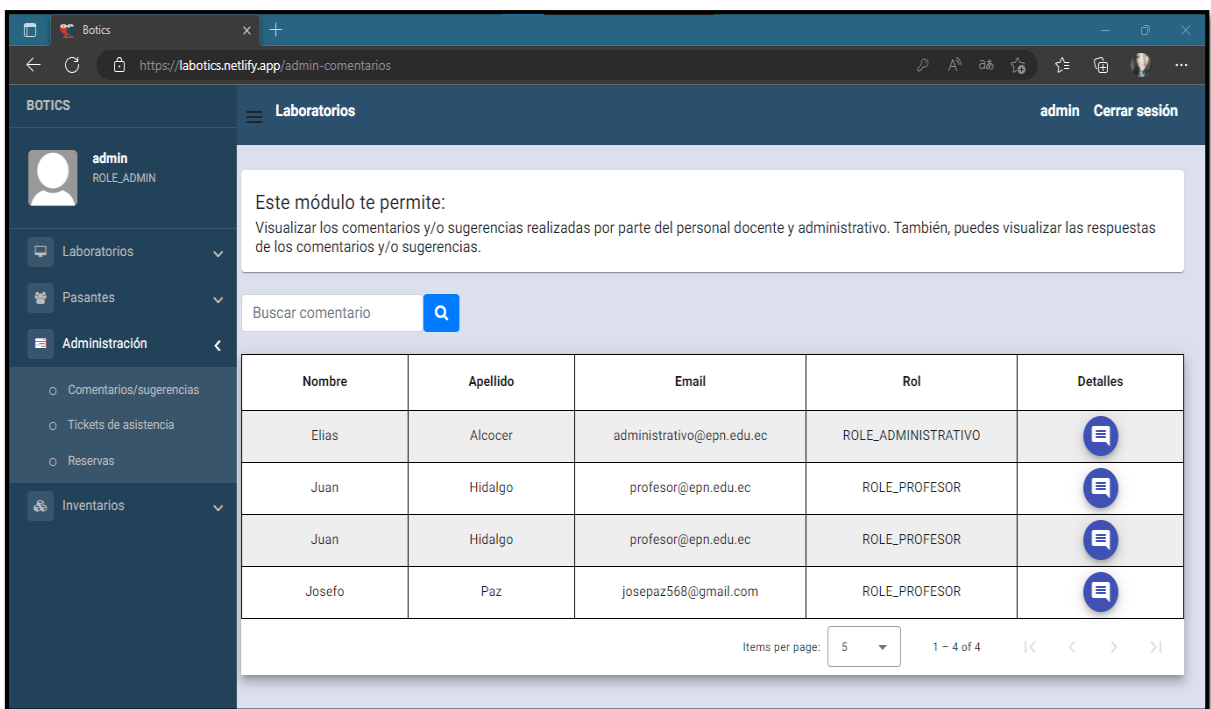 Botics
https://labotics.netlify.app/admin-comentarios
BOTICS
Laboratorios
admin Cerrar sesión
admin
ROLE_ADMIN
Laboratorios
Pasantes
Administración
Comentarios/sugerencias
Tickets de asistencia
Reservas
Inventarios
Este módulo te permite:
Visualizar los comentarios y/o sugerencias realizadas por parte del personal docente y administrativo. También, puedes visualizar las respuestas
de los comentarios y/o sugerencias.
Buscar comentario
Nombre Apellido Email Rol Detalles
Elias Alcocer administrativo@epn.edu.ec ROLE_ADMINISTRATIVO
Juan Hidalgo profesor@epn.edu.ec ROLE_PROFESOR
Juan Hidalgo profesor@epn.edu.ec ROLE_PROFESOR
Josefo Paz josepaz568@gmail.com ROLE_PROFESOR
Items per page: 5 1 – 4 of 4